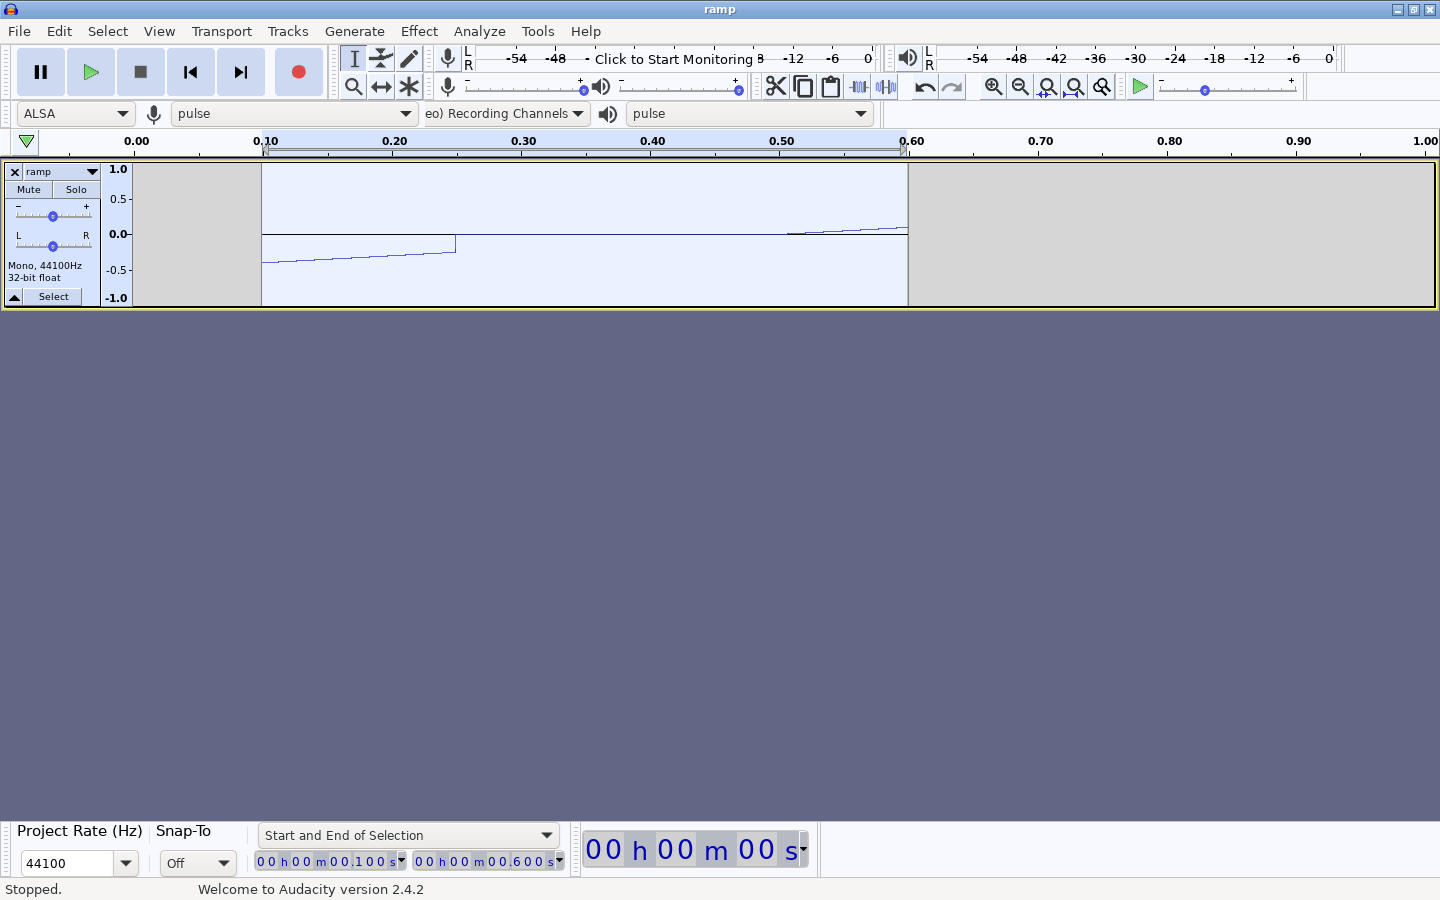 ramp
File Edit Select View Transport Tracks Generate Effect Analyze Tools Help
L R -54 -48 - Click to Start Monitoring -12 -6 0
L R -54 -48 -42 -36 -30 -24 -18 -12 -6 0
- + - + - +
ALSA pulse eo) Recording Channels pulse
0.00 0.10 0.20 0.30 0.40 0.50 0.60 0.70 0.80 0.90 1.00
ramp
Mute Solo
- +
L R
Mono, 44100Hz
32-bit float
Select
1.0
0.5
0.0
-0.5
-1.0
Project Rate (Hz) Snap-To Start and End of Selection
44100 Off 00 h 00 m 00.100 s 00 h 00 m 00.600 s
00 h 00 m 00 s
Stopped. Welcome to Audacity version 2.4.2